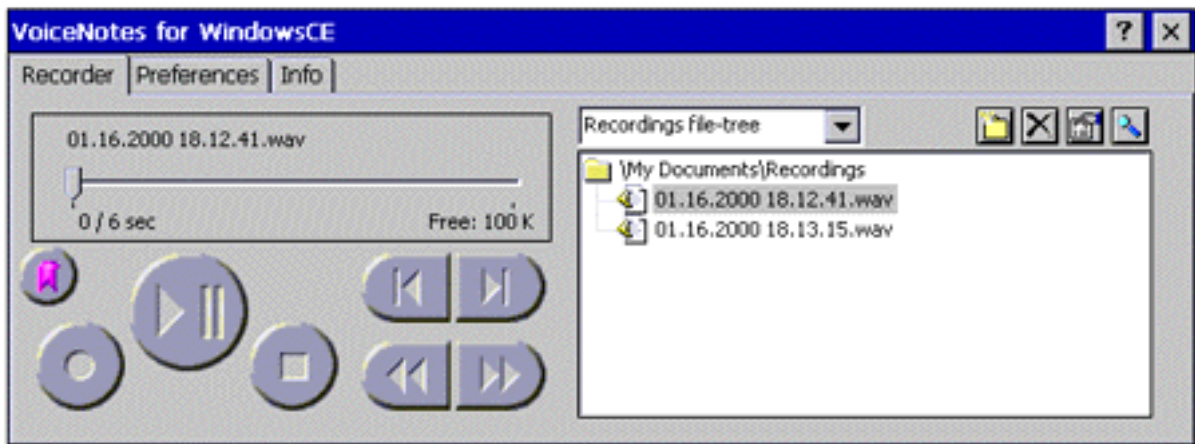 VoiceNotes for WindowsCE
Recorder Preferences Info
01.16.2000 18.12.41.wav
0 / 6 sec Free: 100 K
Recordings file-tree
\My Documents\Recordings
01.16.2000 18.12.41.wav
01.16.2000 18.13.15.wav